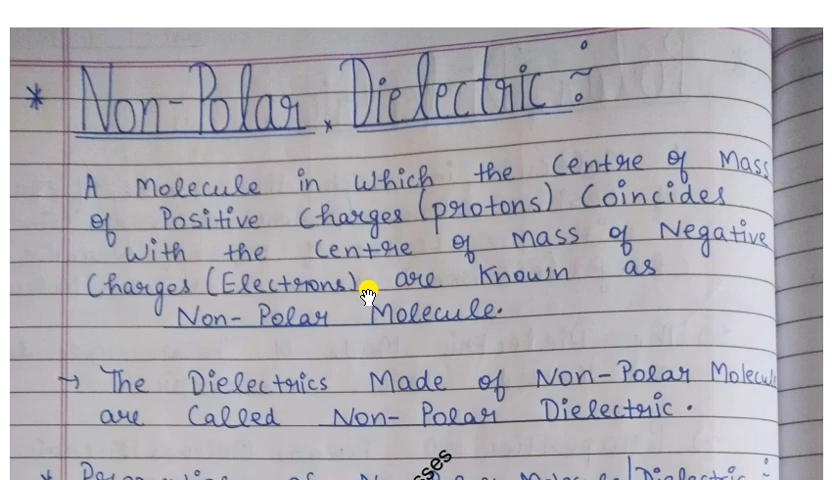 * Non-Polar Dielectric :
A Molecule in which the Centre of Mass
of Positive Charges (protons) Coincides
with the Centre of mass of Negative
Charges (Electrons) are Known as
Non-Polar Molecule.
→ The Dielectrics Made of Non-Polar Molecul
are Called Non-Polar Dielectric.
sses